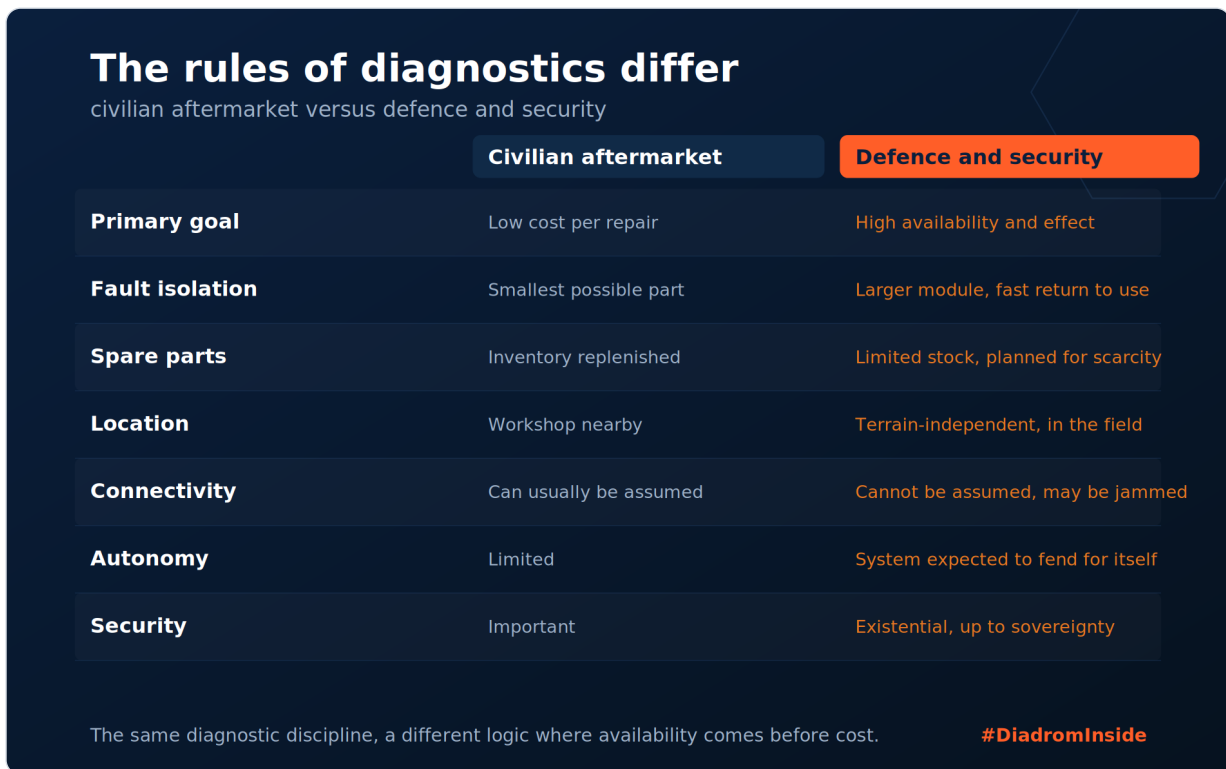 The rules of diagnostics differ
civilian aftermarket versus defence and security
Civilian aftermarket Defence and security
Primary goal Low cost per repair High availability and effect
Fault isolation Smallest possible part Larger module, fast return to use
Spare parts Inventory replenished Limited stock, planned for scarcity
Location Workshop nearby Terrain-independent, in the field
Connectivity Can usually be assumed Cannot be assumed, may be jammed
Autonomy Limited System expected to fend for itself
Security Important Existential, up to sovereignty
The same diagnostic discipline, a different logic where availability comes before cost. #DiadromInside